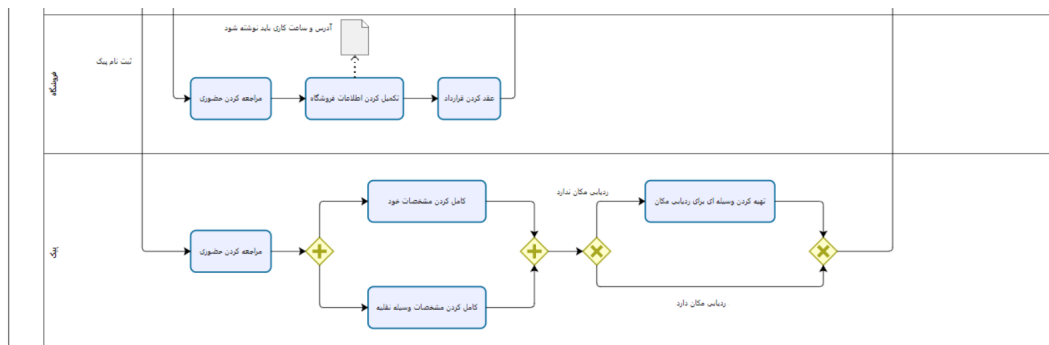 آدرس و ساعت کاری باید نوشته شود
ثبت نام پیک
فروشگاه
مراجعه کردن حضوری
تکمیل کردن اطلاعات فروشگاه
عقد کردن قرارداد
کامل کردن مشخصات خود
ردیابی مکان ندارد
تهیه کردن وسیله ای برای ردیابی مکان
پیک
مراجعه کردن حضوری
کامل کردن مشخصات وسیله نقلیه
ردیابی مکان دارد